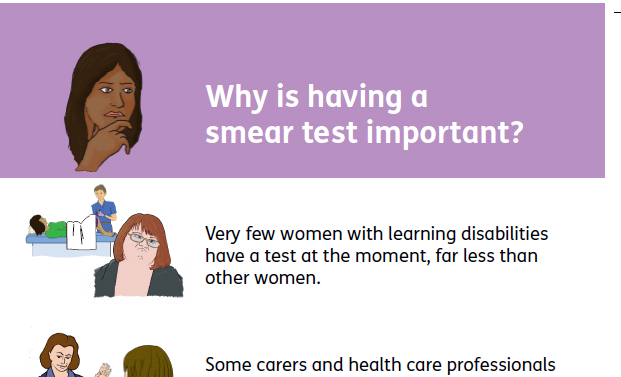 Why is having a
smear test important?
Very few women with learning disabilities
have a test at the moment, far less than
other women.
Some carers and health care professionals